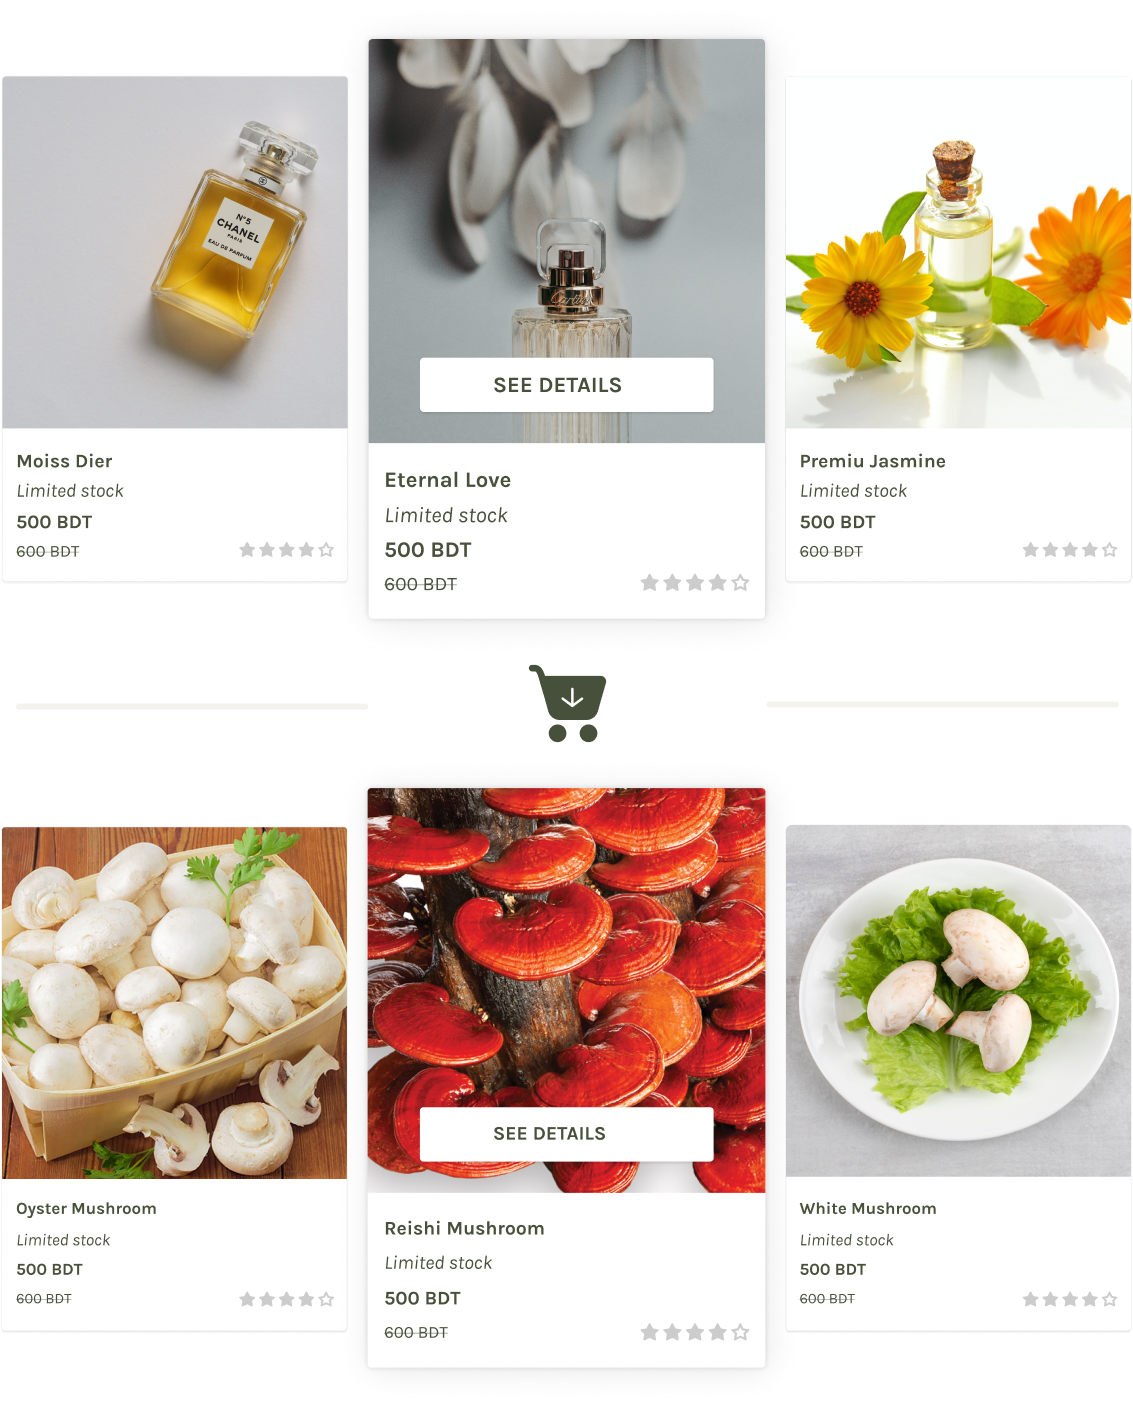 N°5
CHANEL
PARIS
EAU DE PARFUM
Cartier
SEE DETAILS
Moiss Dier
Limited stock
500 BDT
600 BDT
Eternal Love
Limited stock
500 BDT
600 BDT
Premiu Jasmine
Limited stock
500 BDT
600 BDT
SEE DETAILS
Oyster Mushroom
Limited stock
500 BDT
600 BDT
Reishi Mushroom
Limited stock
500 BDT
600 BDT
White Mushroom
Limited stock
500 BDT
600 BDT